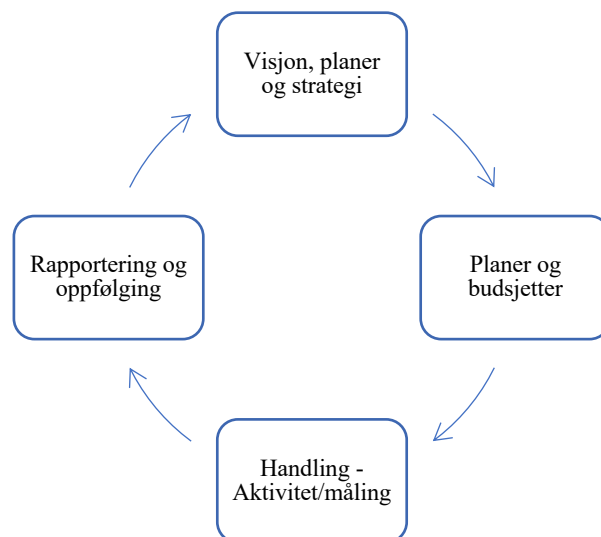 Visjon, planer
og strategi
Planer og
budsjetter
Handling -
Aktivitet/måling
Rapportering og
oppfølging